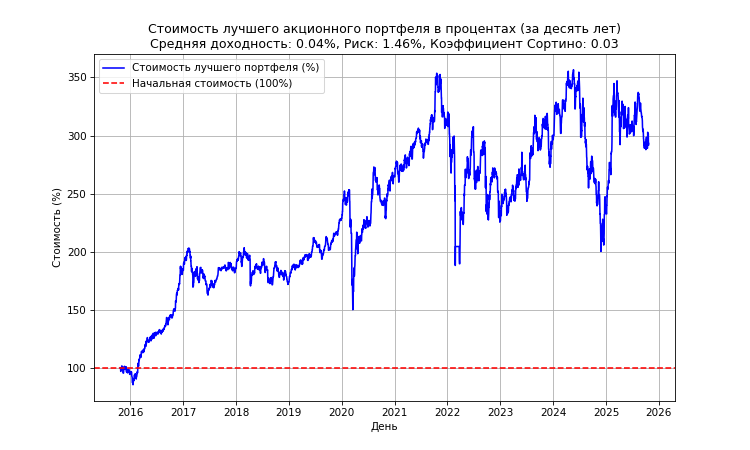 Стоимость лучшего акционного портфеля в процентах (за десять лет)
Средняя доходность: 0.04%, Риск: 1.46%, Коэффициент Сортино: 0.03
Стоимость лучшего портфеля (%)
Начальная стоимость (100%)
Стоимость (%)
350
300
250
200
150
100
2016 2017 2018 2019 2020 2021 2022 2023 2024 2025 2026
День